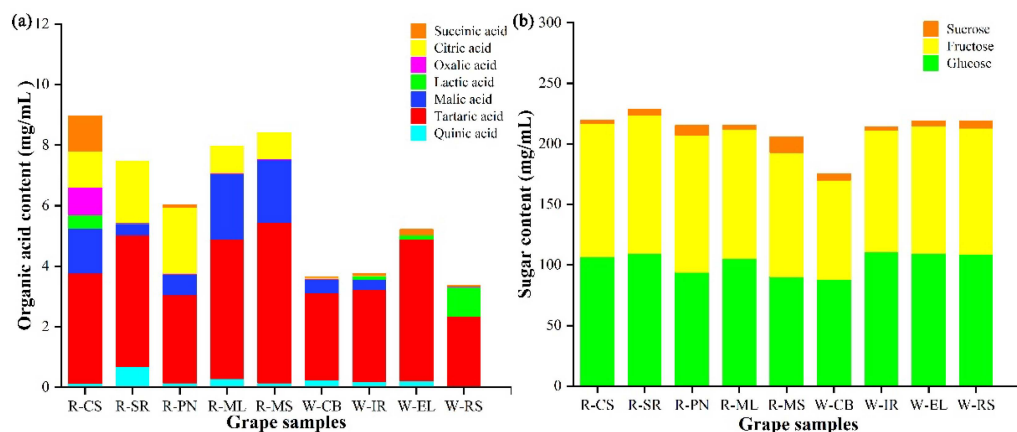 (a)
Organic acid content (mg/mL)
12
10
8
6
4
2
0
Succinic acid
Citric acid
Oxalic acid
Lactic acid
Malic acid
Tartaric acid
Quinic acid
R-CS R-SR R-PN R-ML R-MS W-CB W-IR W-EL W-RS
Grape samples
(b)
Sugar content (mg/mL)
300
250
200
150
100
50
0
Sucrose
Fructose
Glucose
R-CS R-SR R-PN R-ML R-MS W-CB W-IR W-EL W-RS
Grape samples